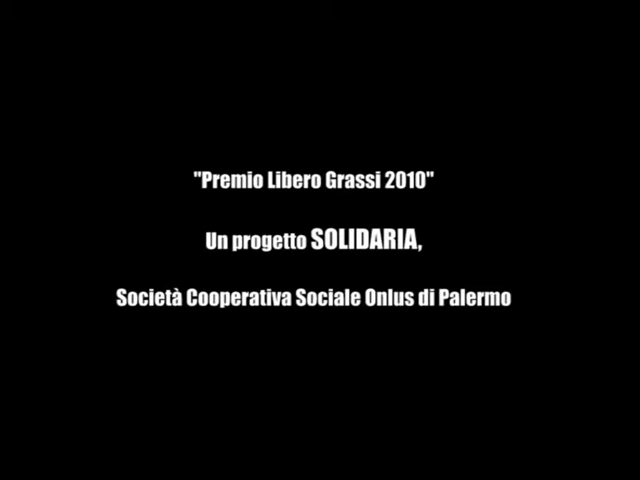 "Premio Libero Grassi 2010"
Un progetto SOLIDARIA,
Società Cooperativa Sociale Onlus di Palermo